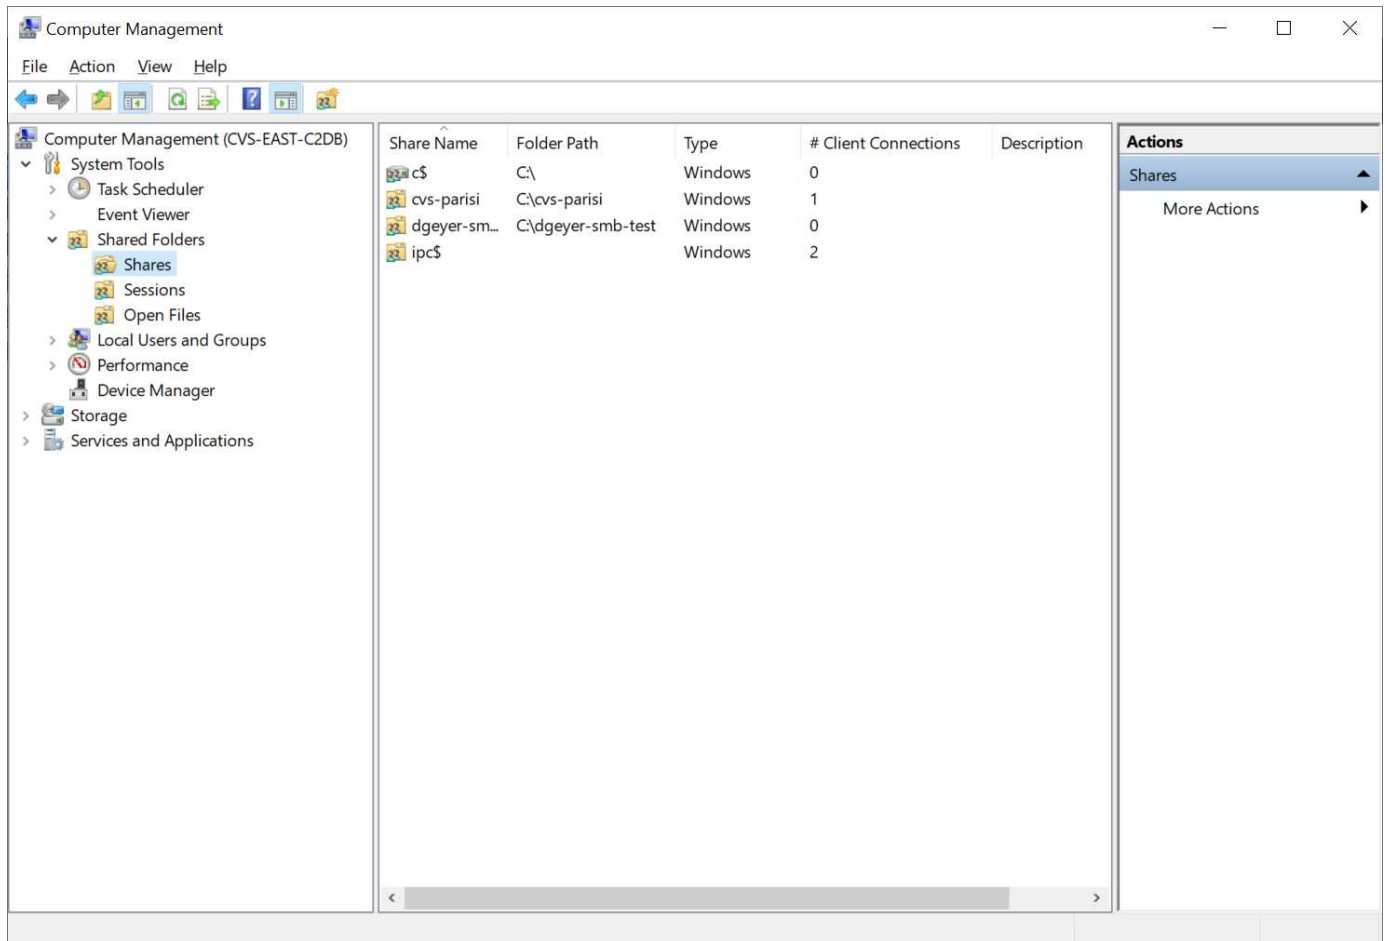 Computer Management
File Action View Help
Computer Management (CVS-EAST-C2DB)
System Tools
Task Scheduler
Event Viewer
Shared Folders
Shares
Sessions
Open Files
Local Users and Groups
Performance
Device Manager
Storage
Services and Applications
Share Name Folder Path Type # Client Connections Description
c$ C:\ Windows 0
cvs-parisi C:\cvs-parisi Windows 1
dgeyer-sm... C:\dgeyer-smb-test Windows 0
ipc$ Windows 2
Actions
Shares
More Actions